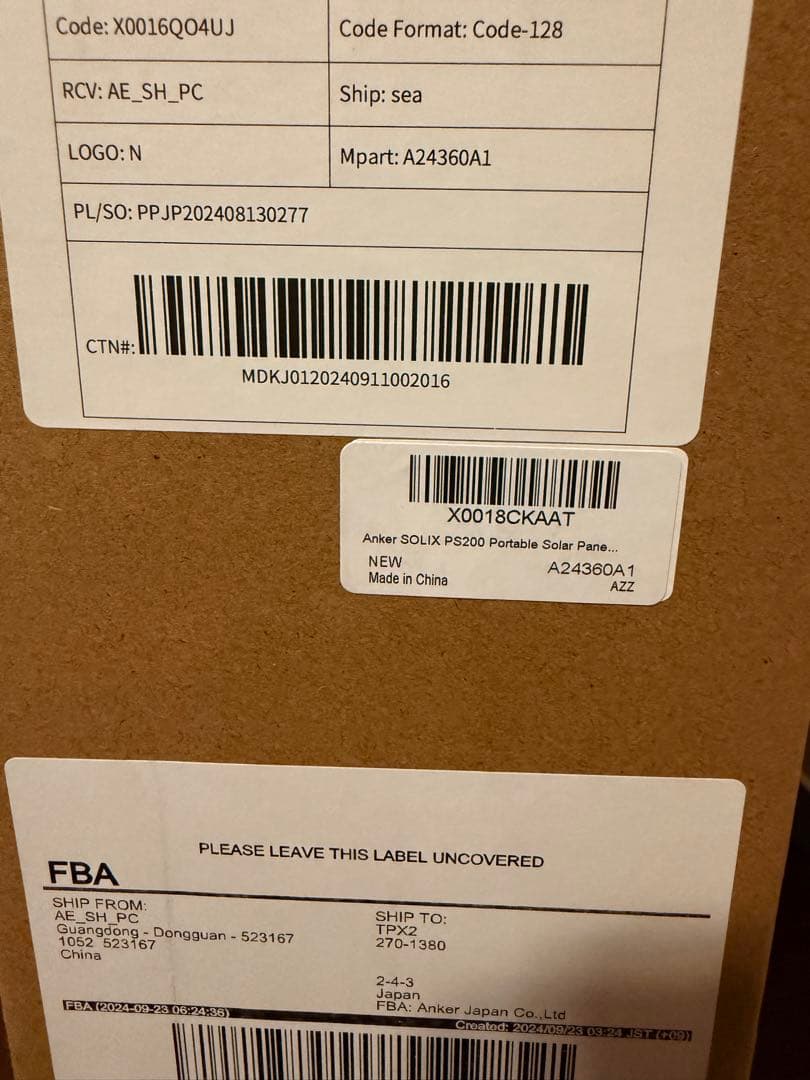 Code: X0016QO4UJ
Code Format: Code-128
RCV: AE_SH_PC
Ship: sea
LOGO: N
Mpart: A24360A1
PL/SO: PPJP202408130277
CTN#:
MDKJ0120240911002016
X0018CKAAT
Anker SOLIX PS200 Portable Solar Pane...
NEW
A24360A1
Made in China
AZZ
PLEASE LEAVE THIS LABEL UNCOVERED
FBA
SHIP FROM:
AE_SH_PC
Guangdong - Dongguan - 523167
1052 523167
China
SHIP TO:
TPX2
270-1380
2-4-3
Japan
FBA: Anker Japan Co.,Ltd
FBA (2024-09-23 06:24:36)
Created: 2024/09/23 03:24 JST (+09)